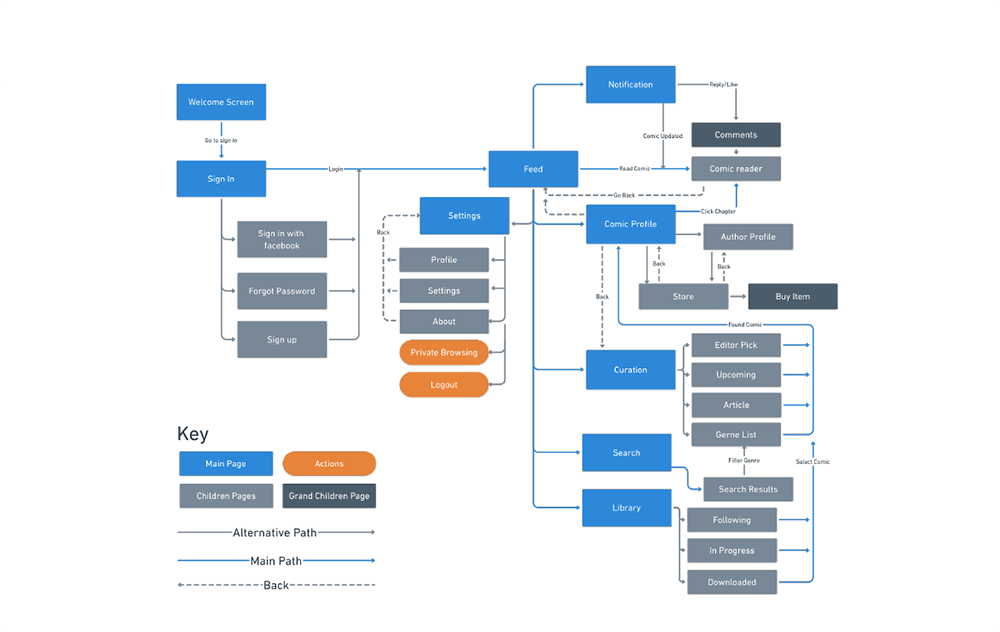 Welcome Screen
Go to sign in
Sign In
Login
Sign in with
facebook
Forgot Password
Sign up
Feed
Notification
Reply/Like
Comic Updated
Comments
Read Comic
Comic reader
Go Back
Settings
Back
Comic Profile
Click Chapter
Author Profile
Back
Back
Store
Buy Item
Profile
Settings
About
Private Browsing
Logout
Back
Found Comic
Curation
Editor Pick
Upcoming
Article
Gerne List
Filter Genre
Select Comic
Search
Search Results
Library
Following
In Progress
Downloaded
Key
Main Page
Actions
Children Pages
Grand Children Page
Alternative Path
Main Path
Back